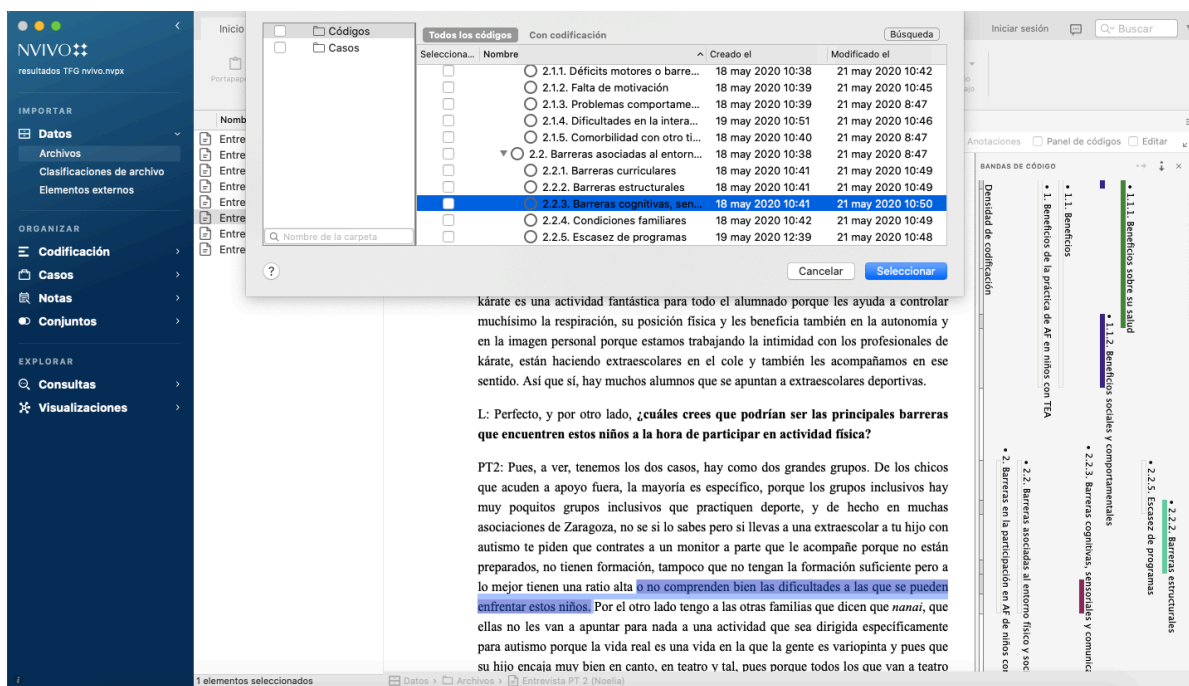 NVIVO
resultados TFG nvivo.nvpx
IMPORTAR
Datos
Archivos
Clasificaciones de archivo
Elementos externos
ORGANIZAR
Codificación
Casos
Notas
Conjuntos
EXPLORAR
Consultas
Visualizaciones
Inicio
Portapape
Nomb
Entre
Entre
Entre
Entre
Entre
Entre
Entre
Entre
1 elementos seleccionados
Códigos
Casos
Nombre de la carpeta
?
Todos los códigos Con codificación Búsqueda
Selecciona... Nombre Creado el Modificado el
2.1.1. Déficits motores o barre... 18 may 2020 10:38 21 may 2020 10:42
2.1.2. Falta de motivación 18 may 2020 10:39 21 may 2020 10:45
2.1.3. Problemas comportame... 18 may 2020 10:39 21 may 2020 8:47
2.1.4. Dificultades en la intera... 19 may 2020 10:51 21 may 2020 10:46
2.1.5. Comorbilidad con otro ti... 18 may 2020 10:40 21 may 2020 8:47
2.2. Barreras asociadas al entorn... 18 may 2020 10:38 21 may 2020 8:47
2.2.1. Barreras curriculares 18 may 2020 10:41 21 may 2020 10:49
2.2.2. Barreras estructurales 18 may 2020 10:41 21 may 2020 10:49
2.2.3. Barreras cognitivas, sen... 18 may 2020 10:41 21 may 2020 10:50
2.2.4. Condiciones familiares 18 may 2020 10:42 21 may 2020 10:49
2.2.5. Escasez de programas 19 may 2020 12:39 21 may 2020 10:48
Cancelar Seleccionar
Iniciar sesión Buscar
Anotaciones Panel de códigos Editar
kárate es una actividad fantástica para todo el alumnado porque les ayuda a controlar
muchísimo la respiración, su posición física y les beneficia también en la autonomía y
en la imagen personal porque estamos trabajando la intimidad con los profesionales de
kárate, están haciendo extraescolares en el cole y también les acompañamos en ese
sentido. Así que sí, hay muchos alumnos que se apuntan a extraescolares deportivas.
L: Perfecto, y por otro lado, ¿cuáles crees que podrían ser las principales barreras
que encuentren estos niños a la hora de participar en actividad física?
PT2: Pues, a ver, tenemos los dos casos, hay como dos grandes grupos. De los chicos
que acuden a apoyo fuera, la mayoría es específico, porque los grupos inclusivos hay
muy poquitos grupos inclusivos que practiquen deporte, y de hecho en muchas
asociaciones de Zaragoza, no se si lo sabes pero si llevas a una extraescolar a tu hijo con
autismo te piden que contrates a un monitor a parte que le acompañe porque no están
preparados, no tienen formación, tampoco que no tengan la formación suficiente pero a
lo mejor tienen una ratio alta o no comprenden bien las dificultades a las que se pueden
enfrentar estos niños. Por el otro lado tengo a las otras familias que dicen que nanai, que
ellas no les van a apuntar para nada a una actividad que sea dirigida específicamente
para autismo porque la vida real es una vida en la que la gente es variopinta y pues que
su hijo encaja muy bien en canto, en teatro y tal, pues porque todos los que van a teatro
Datos › Archivos › Entrevista PT 2 (Noelia)
BANDAS DE CÓDIGO
Densidad de codificación
1. Beneficios de la práctica de AF en niños con TEA
1.1. Beneficios
1.1.2. Beneficios sociales y comportamentales
1.1.1. Beneficios sobre su salud
2. Barreras en la participación en AF de niños co
2.2. Barreras asociadas al entorno físico y soc
2.2.3. Barreras cognitivas, sensoriales y comunic
2.2.5. Escasez de programas
2.2.2. Barreras estructurales